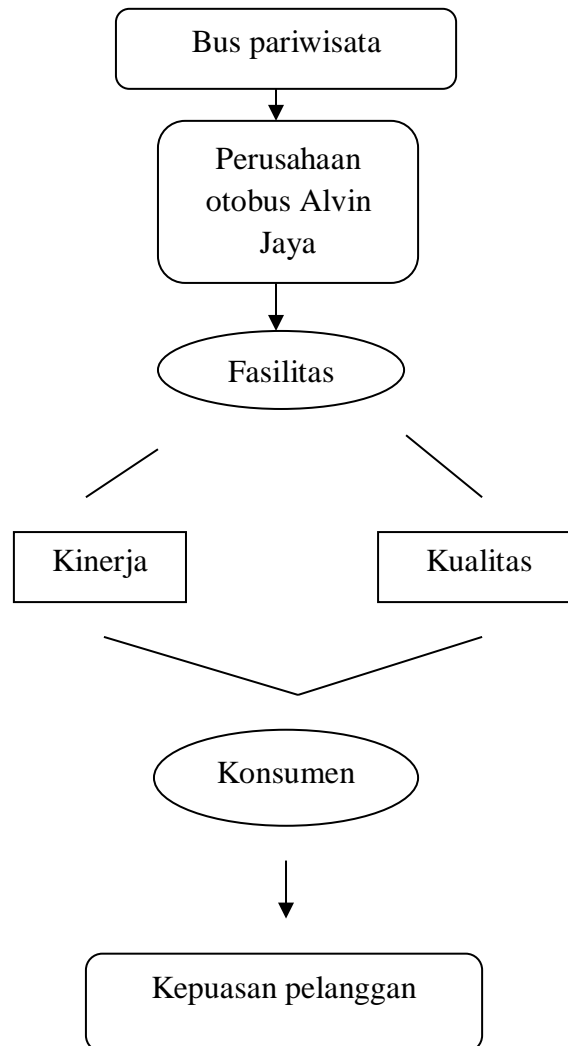 Bus pariwisata
Perusahaan
otobus Alvin
Jaya
Fasilitas
Kinerja
Kualitas
Konsumen
Kepuasan pelanggan